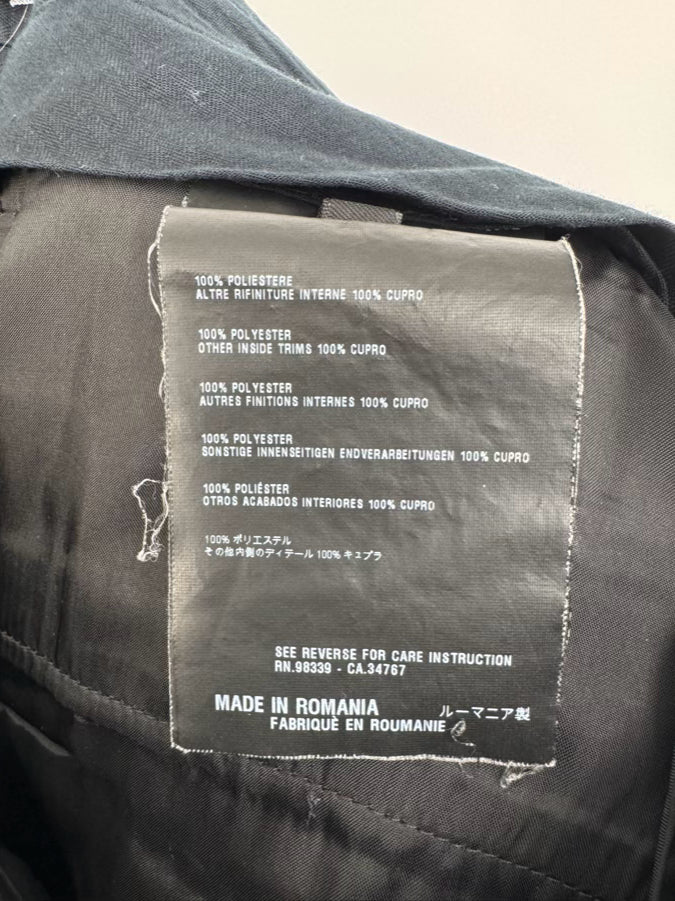 100% POLIESTERE
ALTRE RIFINITURE INTERNE 100% CUPRO
100% POLYESTER
OTHER INSIDE TRIMS 100% CUPRO
100% POLYESTER
AUTRES FINITIONS INTERNES 100% CUPRO
100% POLYESTER
SONSTIGE INNENSEITIGEN ENDVERARBEITUNGEN 100% CUPRO
100% POLIÉSTER
OTROS ACABADOS INTERIORES 100% CUPRO
100% ポリエステル
その他内側のディテール 100% キュプラ
SEE REVERSE FOR CARE INSTRUCTION
RN.98339 - CA.34767
MADE IN ROMANIA
FABRIQUÈ EN ROUMANIE
ルーマニア製